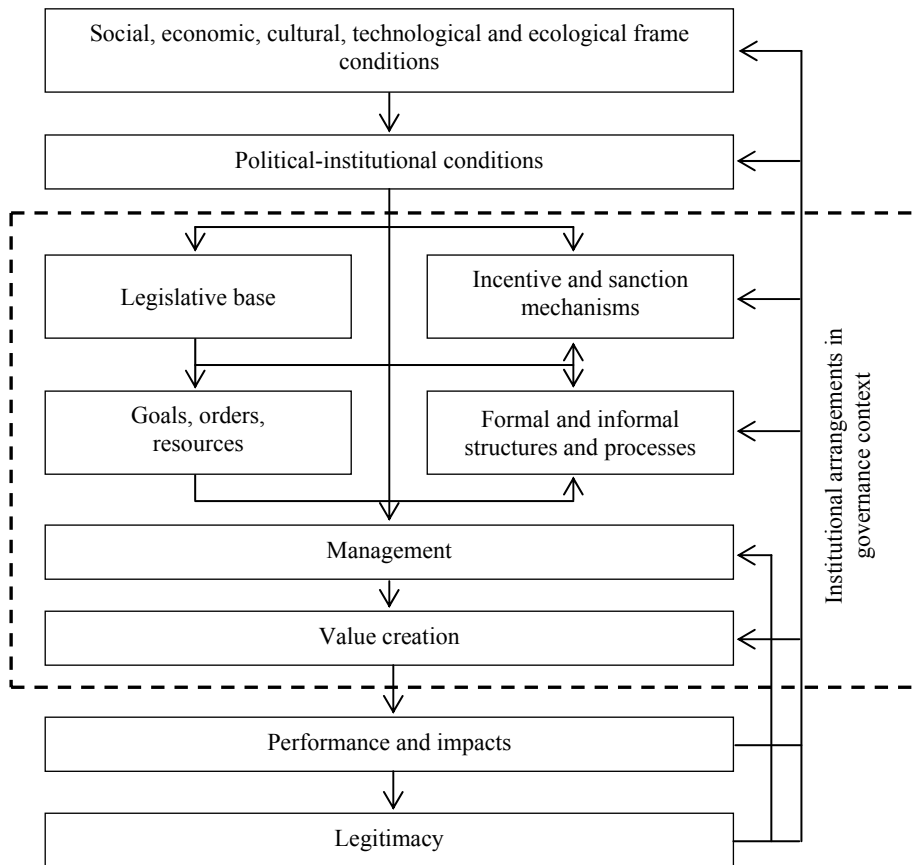 Social, economic, cultural, technological and ecological frame
conditions
Political-institutional conditions
Legislative base
Incentive and sanction
mechanisms
Goals, orders,
resources
Formal and informal
structures and processes
Management
Value creation
Institutional arrangements in
governance context
Performance and impacts
Legitimacy